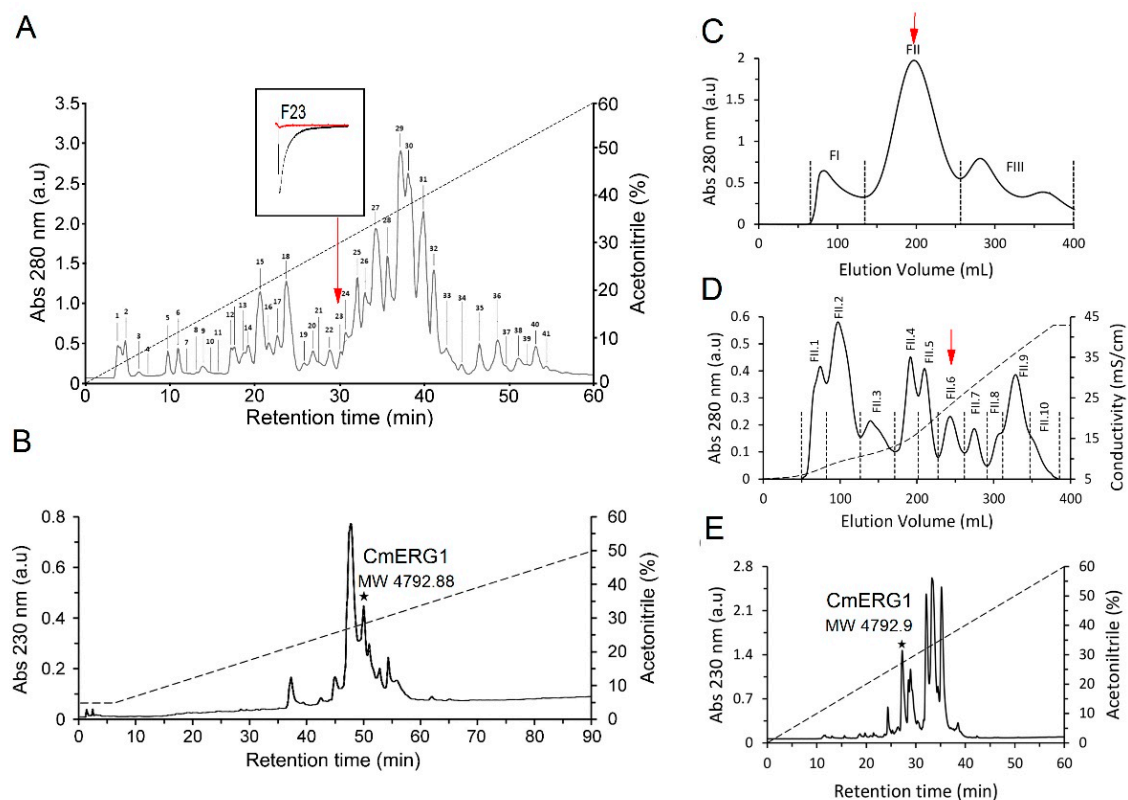 A
Abs 280 nm (a.u)
3.5
3.0
2.5
2.0
1.5
1.0
0.5
0
F23
1
2
3
4
5
6
7
8
9
10
11
12
13
14
15
16
17
18
19
20
21
22
23
24
25
26
27
28
29
30
31
32
33
34
35
36
37
38
39
40
41
60
50
40
30
20
10
0
Acetonitrile (%)
0 10 20 30 40 50 60
Retention time (min)
B
Abs 230 nm (a.u)
0.8
0.6
0.4
0.2
0
CmERG1
MW 4792.88
★
60
50
40
30
20
10
0
Acetonitrile (%)
0 10 20 30 40 50 60 70 80 90
Retention time (min)
C
Abs 280 nm (a.u)
2
1.5
1
0.5
0
FI
FII
FIII
0 100 200 300 400
Elution Volume (mL)
D
Abs 280 nm (a.u)
0.6
0.5
0.4
0.3
0.2
0.1
0
FII.1
FII.2
FII.3
FII.4
FII.5
FII.6
FII.7
FII.8
FII.9
FII.10
45
35
25
15
5
Conductivity (mS/cm)
0 100 200 300 400
Elution Volume (mL)
E
Abs 230 nm (a.u)
2.8
2.1
1.4
0.7
0
CmERG1
MW 4792.9
★
60
50
40
30
20
10
0
Acetoniltrile (%)
0 10 20 30 40 50 60
Retention time (min)